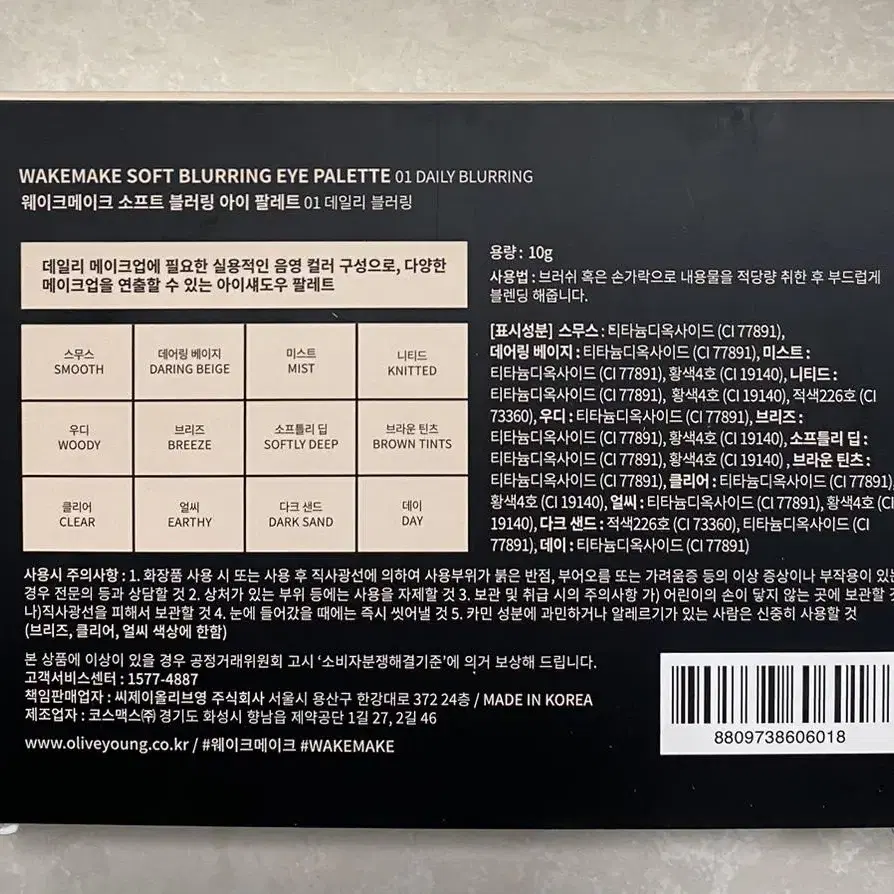 WAKEMAKE SOFT BLURRING EYE PALETTE 01 DAILY BLURRING
웨이크메이크 소프트 블러링 아이 팔레트 01 데일리 블러링
데일리 메이크업에 필요한 실용적인 음영 컬러 구성으로, 다양한
메이크업을 연출할 수 있는 아이섀도우 팔레트
스무스 데어링 베이지 미스트 니티드
SMOOTH DARING BEIGE MIST KNITTED
우디 브리즈 소프틀리 딥 브라운 틴츠
WOODY BREEZE SOFTLY DEEP BROWN TINTS
클리어 얼씨 다크 샌드 데이
CLEAR EARTHY DARK SAND DAY
용량 : 10g
사용법 : 브러쉬 혹은 손가락으로 내용물을 적당량 취한 후 부드럽게
블렌딩 해줍니다.
[표시성분] 스무스 : 티타늄디옥사이드 (CI 77891),
데어링 베이지 : 티타늄디옥사이드 (CI 77891), 미스트 :
티타늄디옥사이드 (CI 77891), 황색4호 (CI 19140), 니티드 :
티타늄디옥사이드 (CI 77891), 황색4호 (CI 19140), 적색226호 (CI
73360), 우디 : 티타늄디옥사이드 (CI 77891), 브리즈 :
티타늄디옥사이드 (CI 77891), 황색4호 (CI 19140), 소프틀리 딥 :
티타늄디옥사이드 (CI 77891), 황색4호 (CI 19140) , 브라운 틴츠 :
티타늄디옥사이드 (CI 77891), 클리어 : 티타늄디옥사이드 (CI 77891),
황색4호 (CI 19140), 얼씨 : 티타늄디옥사이드 (CI 77891), 황색4호 (CI
19140), 다크 샌드 : 적색226호 (CI 73360), 티타늄디옥사이드 (CI
77891), 데이 : 티타늄디옥사이드 (CI 77891)
사용시 주의사항 : 1. 화장품 사용 시 또는 사용 후 직사광선에 의하여 사용부위가 붉은 반점, 부어오름 또는 가려움증 등의 이상 증상이나 부작용이 있는
경우 전문의 등과 상담할 것 2. 상처가 있는 부위 등에는 사용을 자제할 것 3. 보관 및 취급 시의 주의사항 가) 어린이의 손이 닿지 않는 곳에 보관할 것
나)직사광선을 피해서 보관할 것 4. 눈에 들어갔을 때에는 즉시 씻어낼 것 5. 카민 성분에 과민하거나 알레르기가 있는 사람은 신중히 사용할 것
(브리즈, 클리어, 얼씨 색상에 한함)
본 상품에 이상이 있을 경우 공정거래위원회 고시 '소비자분쟁해결기준'에 의거 보상해 드립니다.
고객서비스센터 : 1577-4887
책임판매업자 : 씨제이올리브영 주식회사 서울시 용산구 한강대로 372 24층 / MADE IN KOREA
제조업자 : 코스맥스㈜ 경기도 화성시 향남읍 제약공단 1길 27, 2길 46
www.oliveyoung.co.kr / #웨이크메이크 #WAKEMAKE
8809738606018